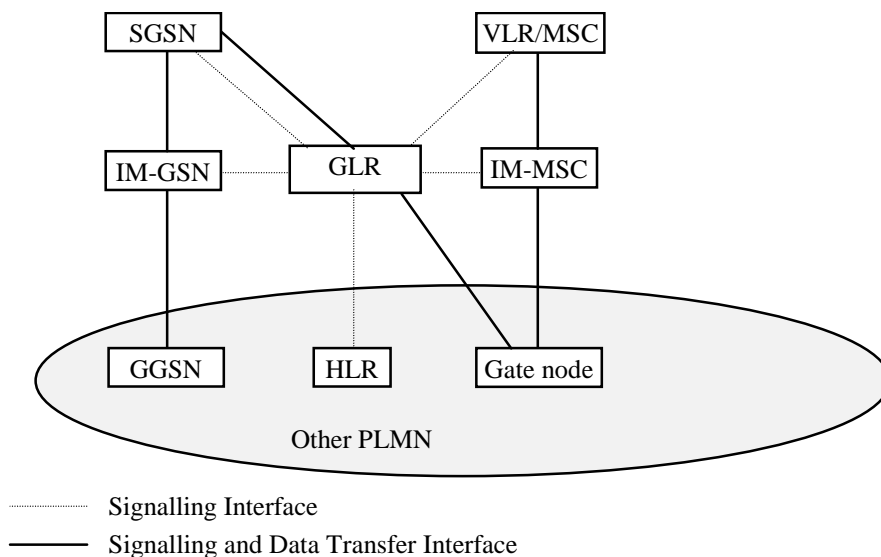 SGSN
VLR/MSC
IM-GSN
GLR
IM-MSC
GGSN
HLR
Gate node
Other PLMN
Signalling Interface
Signalling and Data Transfer Interface